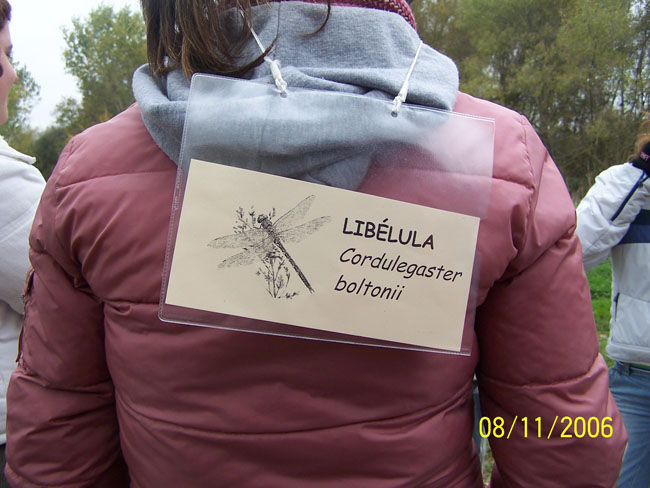 LIBÉLULA
Cordulegaster
boltonii
08/11/2006